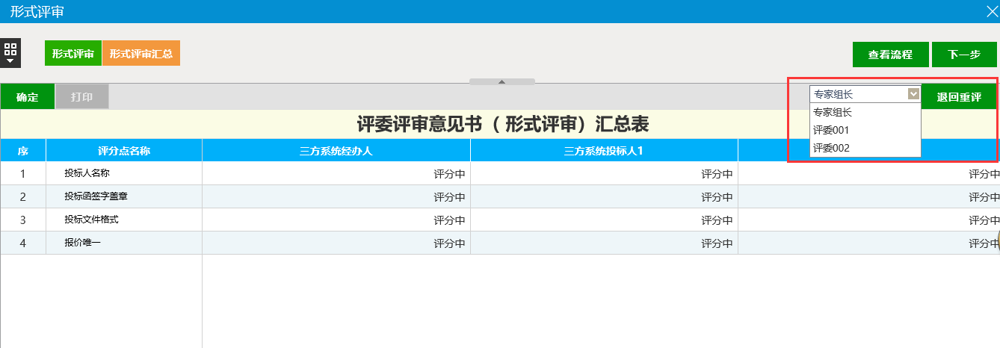 形式评审
形式评审 形式评审汇总 查看流程 下一步
确定 打印 专家组长 退回重评
专家组长
评委001
评委002
评委评审意见书（ 形式评审）汇总表
序 评分点名称 三方系统经办人 三方系统投标人1
1 投标人名称 评分中 评分中 评分中
2 投标函签字盖章 评分中 评分中 评分中
3 投标文件格式 评分中 评分中 评分中
4 报价唯一 评分中 评分中 评分中